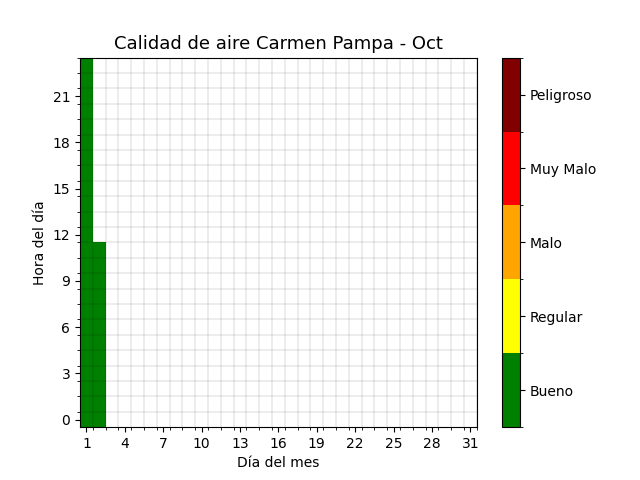 Calidad de aire Carmen Pampa - Oct
21
18
15
12
9
6
3
0
Hora del día
1 4 7 10 13 16 19 22 25 28 31
Día del mes
Peligroso
Muy Malo
Malo
Regular
Bueno